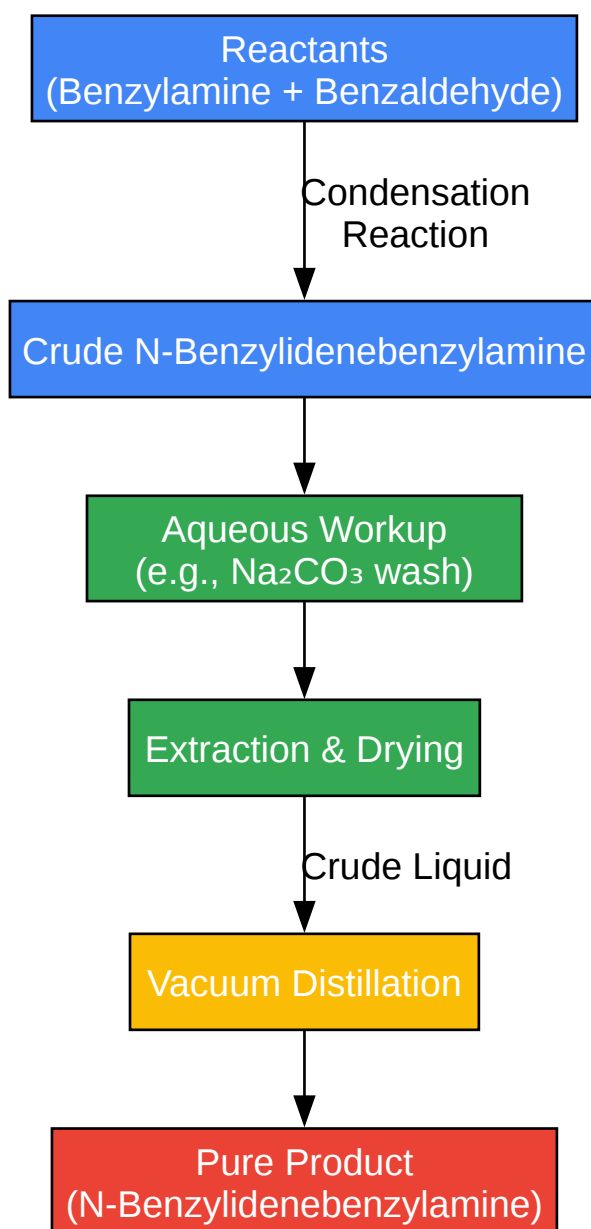 Reactants
(Benzylamine + Benzaldehyde)
Condensation
Reaction
Crude N-Benzylidenebenzylamine
Aqueous Workup
(e.g., Na₂CO₃ wash)
Extraction & Drying
Crude Liquid
Vacuum Distillation
Pure Product
(N-Benzylidenebenzylamine)